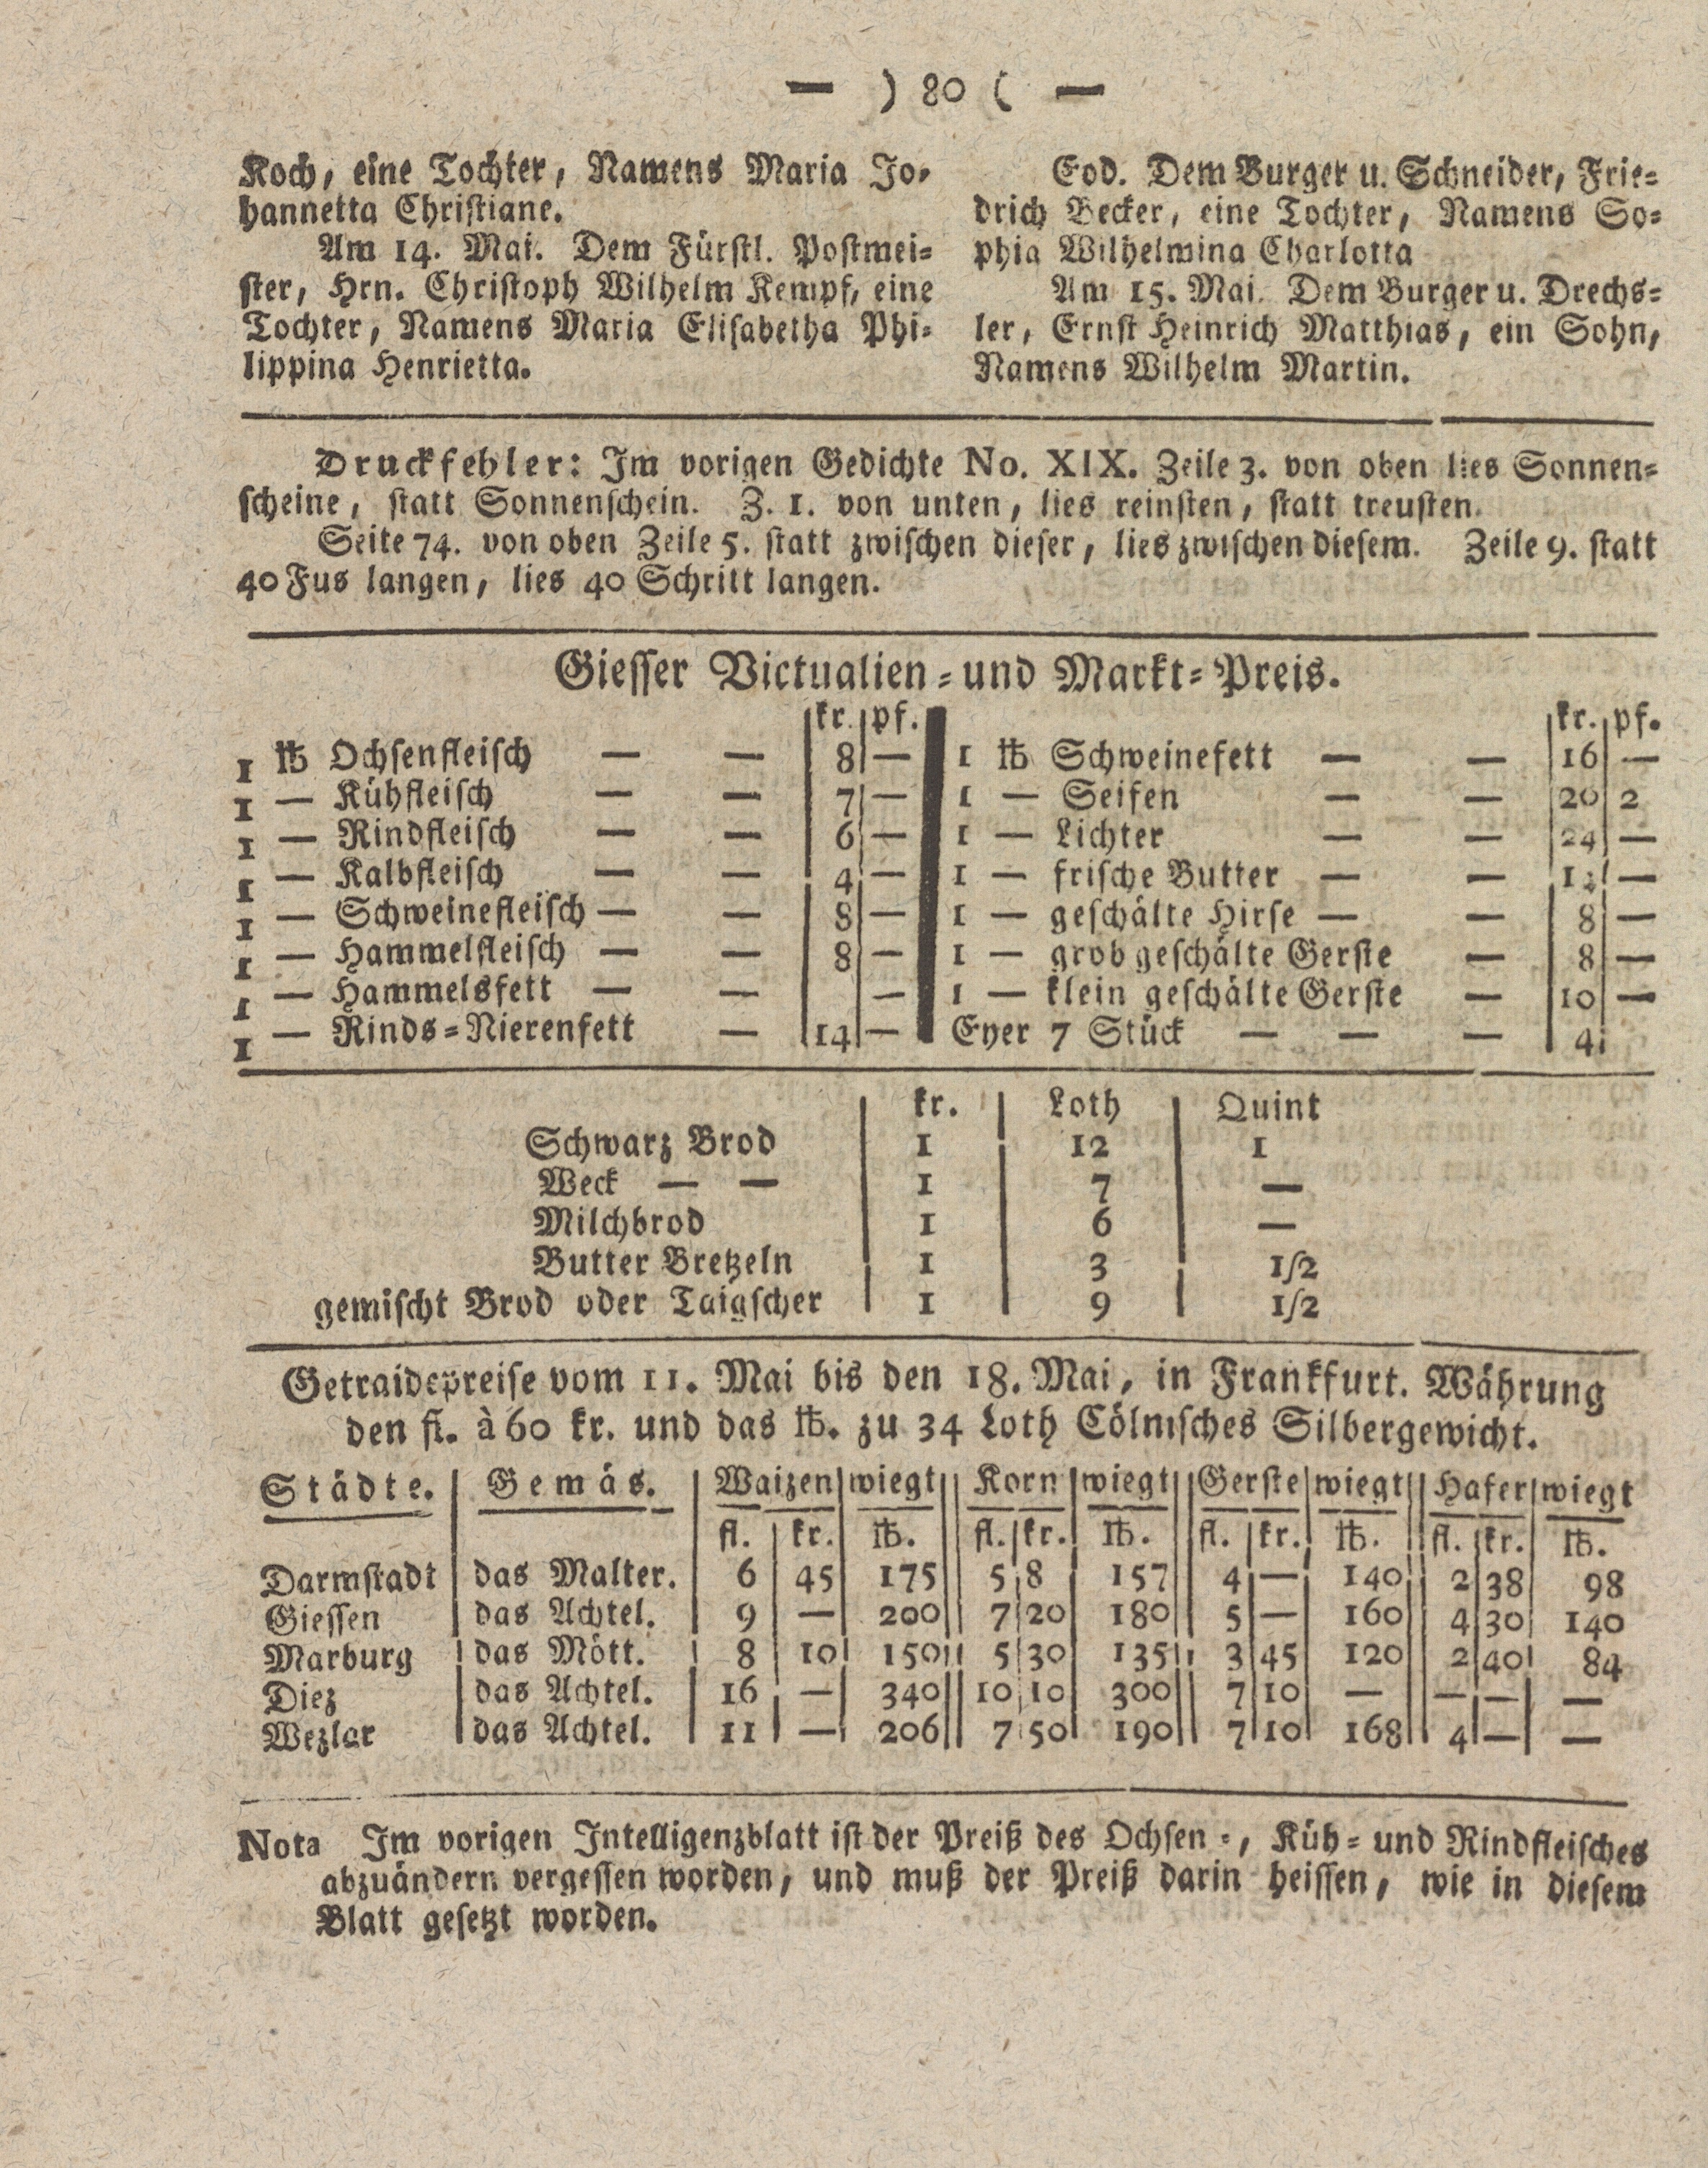 — ) 80 ( —
Koch, eine Tochter, Namens Maria Jo-
hannetta Christiane.
Am 14. Mai. Dem Fürstl. Postmei-
ster, Hrn. Christoph Wilhelm Kempf, eine
Tochter, Namens Maria Elisabetha Phi-
lippina Henrietta.
Eod. Dem Burger u. Schneider, Frie-
drich Becker, eine Tochter, Namens So-
phia Wilhelmina Charlotta
Am 15. Mai. Dem Burger u. Drechs-
ler, Ernst Heinrich Matthias, ein Sohn,
Namens Wilhelm Martin.
Druckfehler: Im vorigen Gedichte No. XIX. Zeile 3. von oben lies Sonnen-
scheine, statt Sonnenschein. Z. 1. von unten, lies reinsten, statt treusten.
Seite 74. von oben Zeile 5. statt zwischen dieser, lies zwischen diesem. Zeile 9. statt
40 Fus langen, lies 40 Schritt langen.
Giesser Victualien- und Markt-Preis.
kr. pf.
1 ℔ Ochsenfleisch — — 8 —
1 — Kühfleisch — — 7 —
1 — Rindfleisch — — 6 —
1 — Kalbfleisch — — 4 —
1 — Schweinefleisch — — 8 —
1 — Hammelfleisch — — 8 —
1 — Hammelsfett — — —
1 — Rinds-Nierenfett — 14 —
kr. pf.
1 ℔ Schweinefett — — 16 —
1 — Seifen — — 20 2
1 — Lichter — — 24 —
1 — frische Butter — — —
1 — geschälte Hirse — — 8 —
1 — grob geschälte Gerste — 8 —
1 — klein geschälte Gerste — 10 —
Eyer 7 Stück — — — 4
kr. Loth Quint
Schwarz Brod 1 12 1
Weck — — 1 7 —
Milchbrod 1 6 —
Butter Bretzeln 1 3 1/2
gemischt Brod oder Taigscher 1 9 1/2
Getraidepreise vom 11. Mai bis den 18. Mai, in Frankfurt. Währung
den fl. à 60 kr. und das ℔. zu 34 Loth Cölnisches Silbergewicht.
Städte. Gemäs. Waizen wiegt Korn wiegt Gerste wiegt Hafer wiegt
fl. kr. ℔. fl. kr. ℔. fl. kr. ℔. fl. kr. ℔.
Darmstadt das Malter. 6 45 175 5 8 157 4 — 140 2 38 98
Giessen das Achtel. 9 — 200 7 20 180 5 — 160 4 30 140
Marburg das Mött. 8 10 150 5 30 135 3 45 120 2 40 84
Diez das Achtel. 16 — 340 10 10 300 7 10 — — — —
Wezlar das Achtel. 11 — 206 7 50 190 7 10 168 4 — —
Nota Im vorigen Intelligenzblatt ist der Preiß des Ochsen-, Küh- und Rindfleisches
abzuändern vergessen worden, und muß der Preiß darin heissen, wie in diesem
Blatt gesetzt worden.